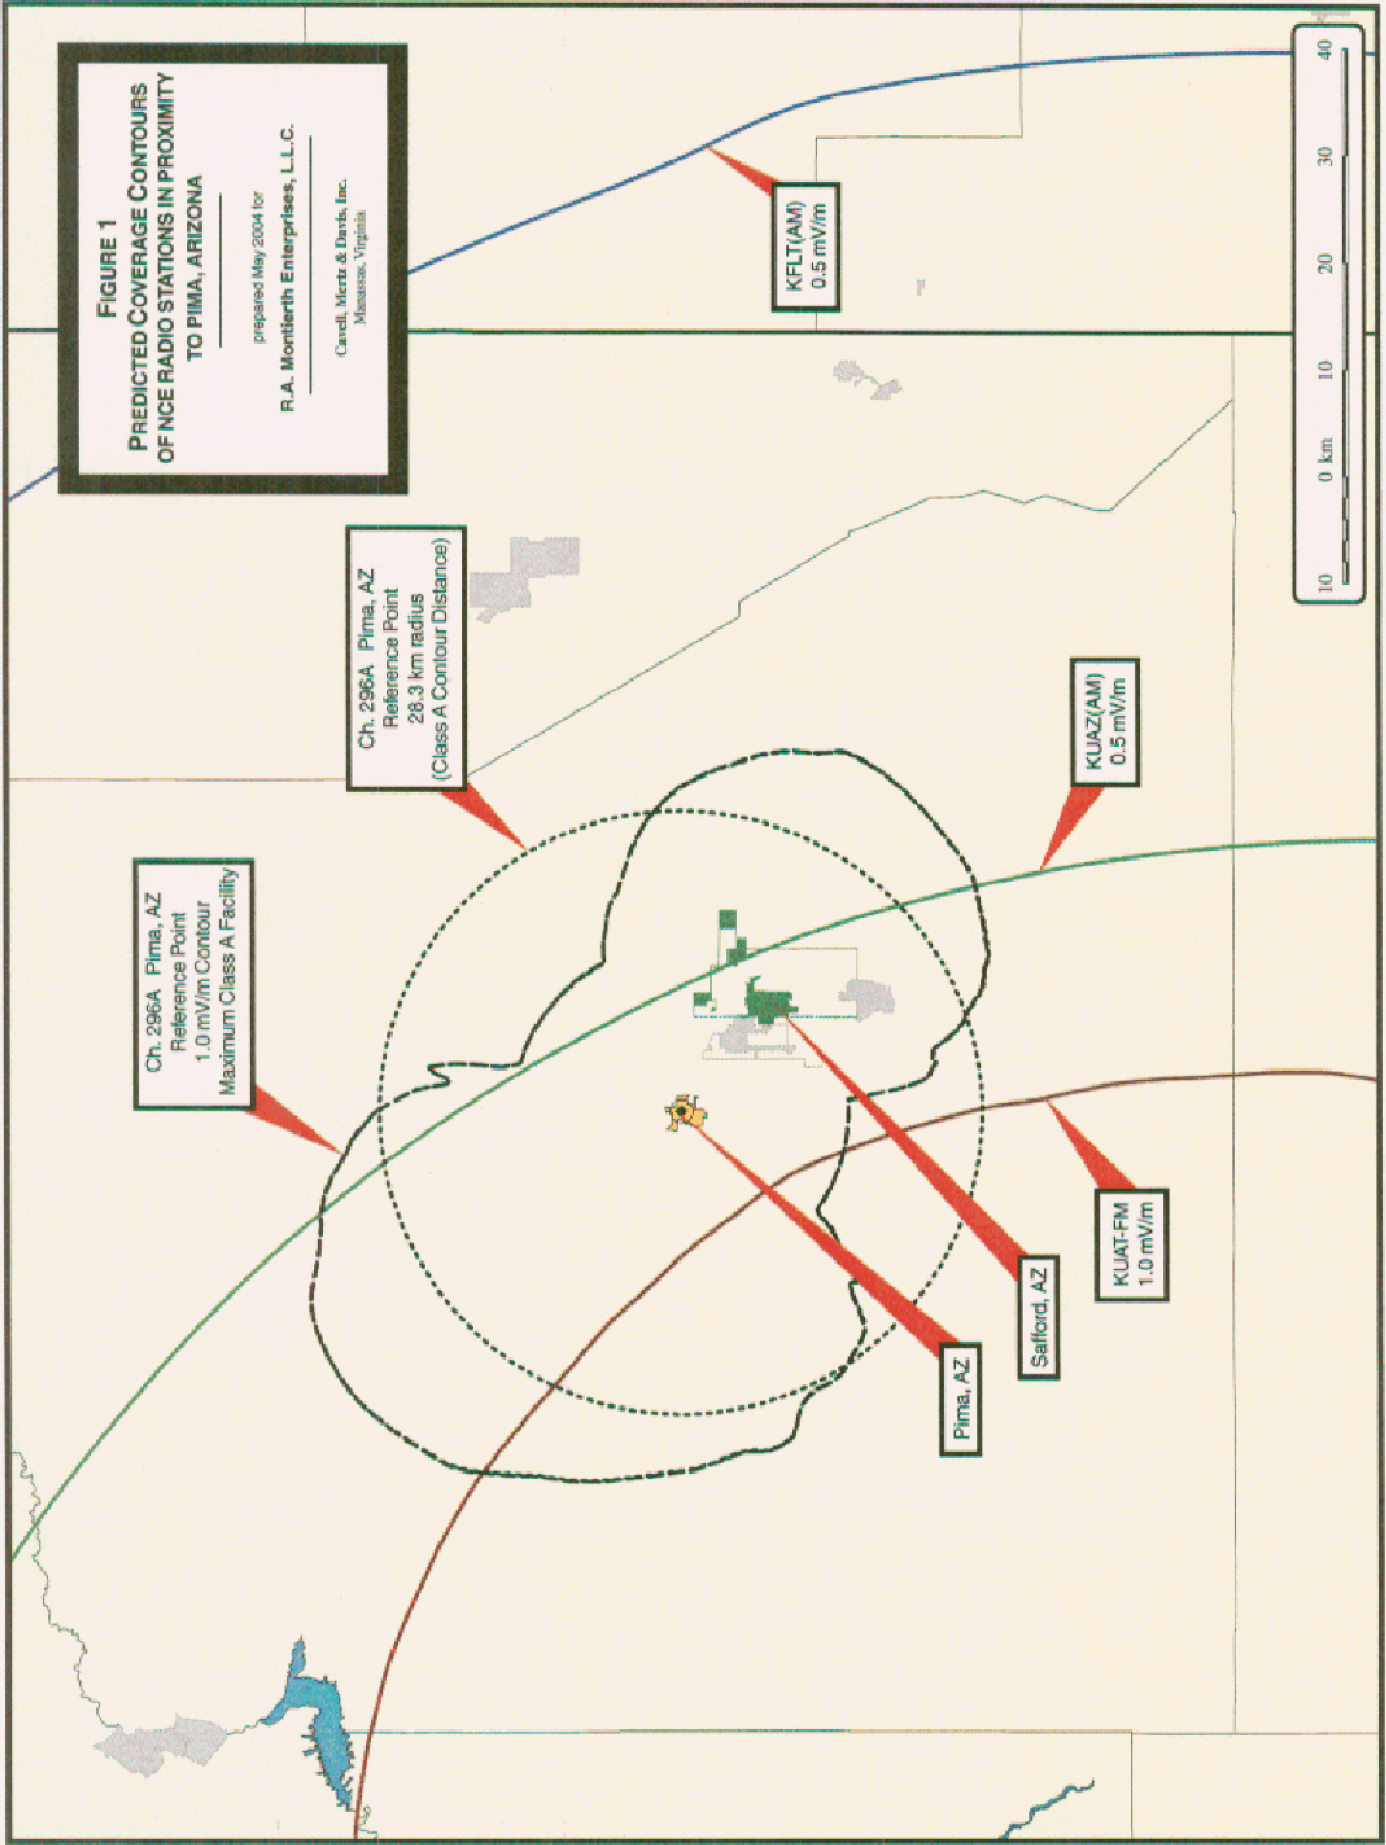 FIGURE 1
PREDICTED COVERAGE CONTOURS
OF NCE RADIO STATIONS IN PROXIMITY
TO PIMA, ARIZONA
prepared May 2004 for
R.A. Montierth Enterprises, L.L.C.
Cavell, Mertz & Davis, Inc.
Manassas, Virginia
Ch. 296A Pima, AZ
Reference Point
1.0 mV/m Contour
Maximum Class A Facility
Ch. 296A Pima, AZ
Reference Point
28.3 km radius
(Class A Contour Distance)
KFLT(AM)
0.5 mV/m
Pima, AZ
Safford, AZ
KUAT-FM
1.0 mV/m
KUAZ(AM)
0.5 mV/m
10 0 km 10 20 30 40